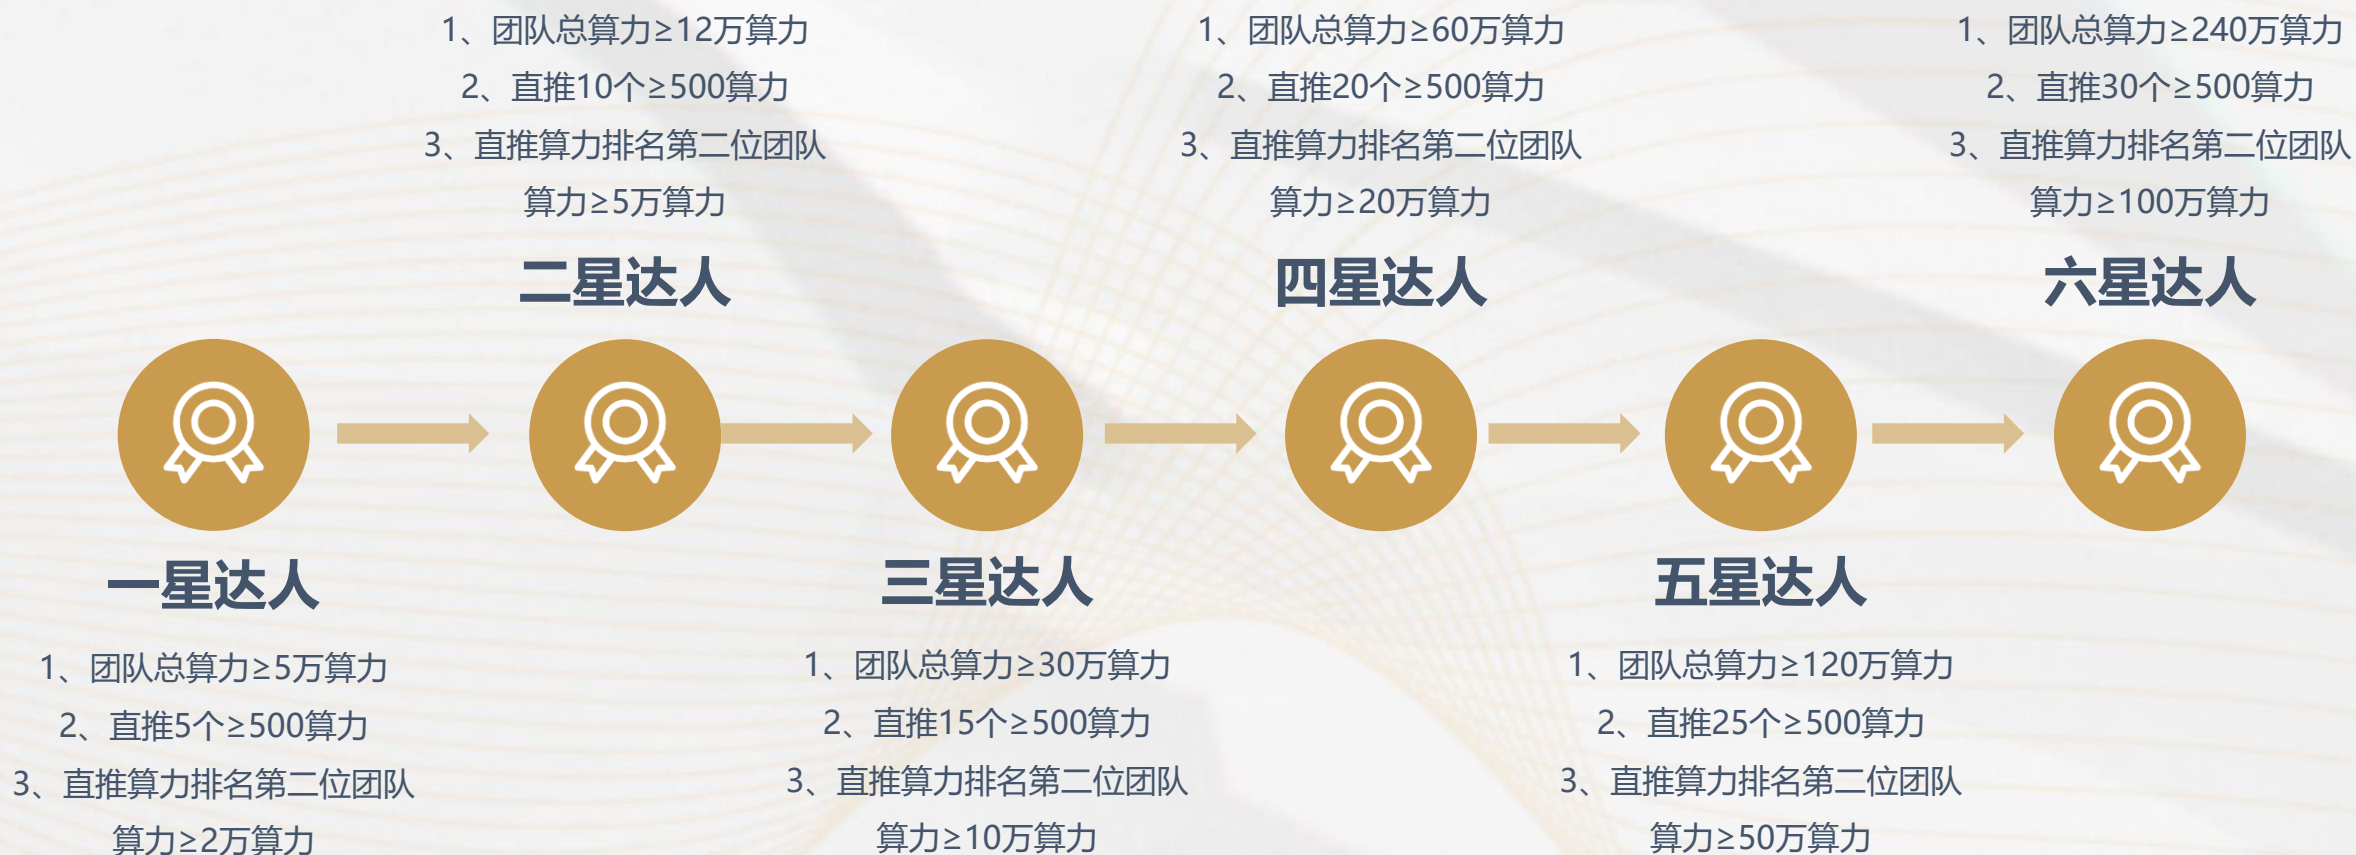 一星达人
1、团队总算力≥5万算力
2、直推5个≥500算力
3、直推算力排名第二位团队
算力≥2万算力
1、团队总算力≥12万算力
2、直推10个≥500算力
3、直推算力排名第二位团队
算力≥5万算力
二星达人
三星达人
1、团队总算力≥30万算力
2、直推15个≥500算力
3、直推算力排名第二位团队
算力≥10万算力
1、团队总算力≥60万算力
2、直推20个≥500算力
3、直推算力排名第二位团队
算力≥20万算力
四星达人
五星达人
1、团队总算力≥120万算力
2、直推25个≥500算力
3、直推算力排名第二位团队
算力≥50万算力
1、团队总算力≥240万算力
2、直推30个≥500算力
3、直推算力排名第二位团队
算力≥100万算力
六星达人